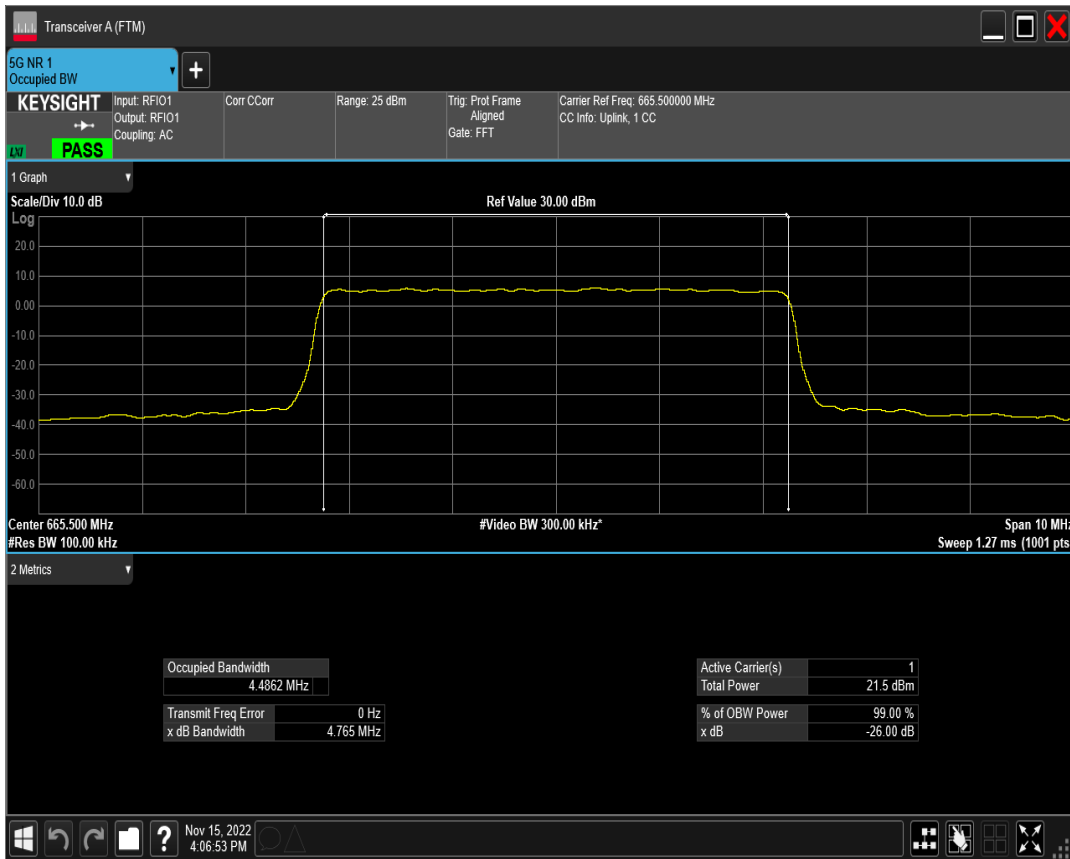 Transceiver A (FTM)
5G NR 1
Occupied BW
+
KEYSIGHT
LXI
PASS
Input: RFIO1
Output: RFIO1
Coupling: AC
Corr CCorr
Range: 25 dBm
Trig: Prot Frame
Aligned
Gate: FFT
Carrier Ref Freq: 665.500000 MHz
CC Info: Uplink, 1 CC
1 Graph
Scale/Div 10.0 dB
Ref Value 30.00 dBm
Log
20.0
10.0
0.00
-10.0
-20.0
-30.0
-40.0
-50.0
-60.0
Center 665.500 MHz
#Video BW 300.00 kHz*
Span 10 MHz
#Res BW 100.00 kHz
Sweep 1.27 ms (1001 pts
2 Metrics
Occupied Bandwidth
4.4862 MHz
Transmit Freq Error 0 Hz
x dB Bandwidth 4.765 MHz
Active Carrier(s) 1
Total Power 21.5 dBm
% of OBW Power 99.00 %
x dB -26.00 dB
?
Nov 15, 2022
4:06:53 PM